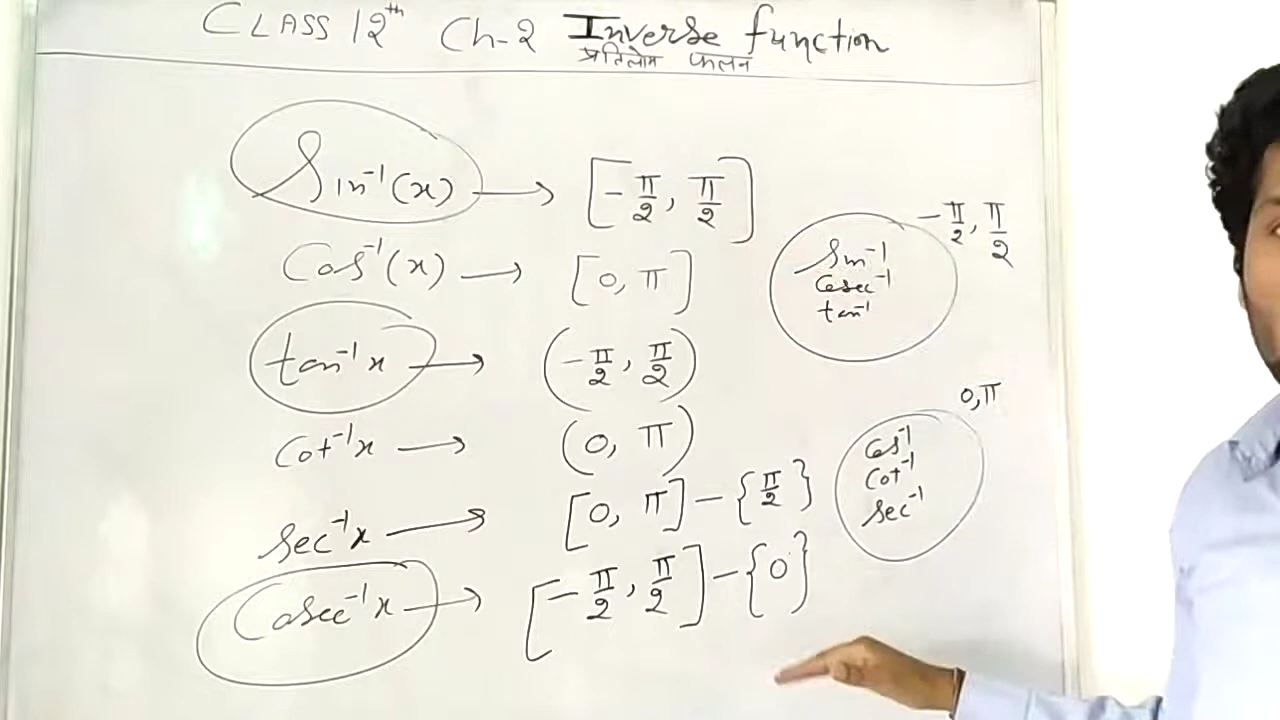 CLASS 12th Ch-2 Inverse function
प्रतिलोम फलन
Sin⁻¹(x) → [-π/2, π/2]
Cos⁻¹(x) → [0, π]
tan⁻¹x → (-π/2, π/2)
Cot⁻¹x → (0, π)
Sec⁻¹x → [0, π] - {π/2}
Cosec⁻¹x → [-π/2, π/2] - {0}
-π/2, π/2
Sin⁻¹
Cosec⁻¹
tan⁻¹
0, π
Cos⁻¹
Cot⁻¹
Sec⁻¹